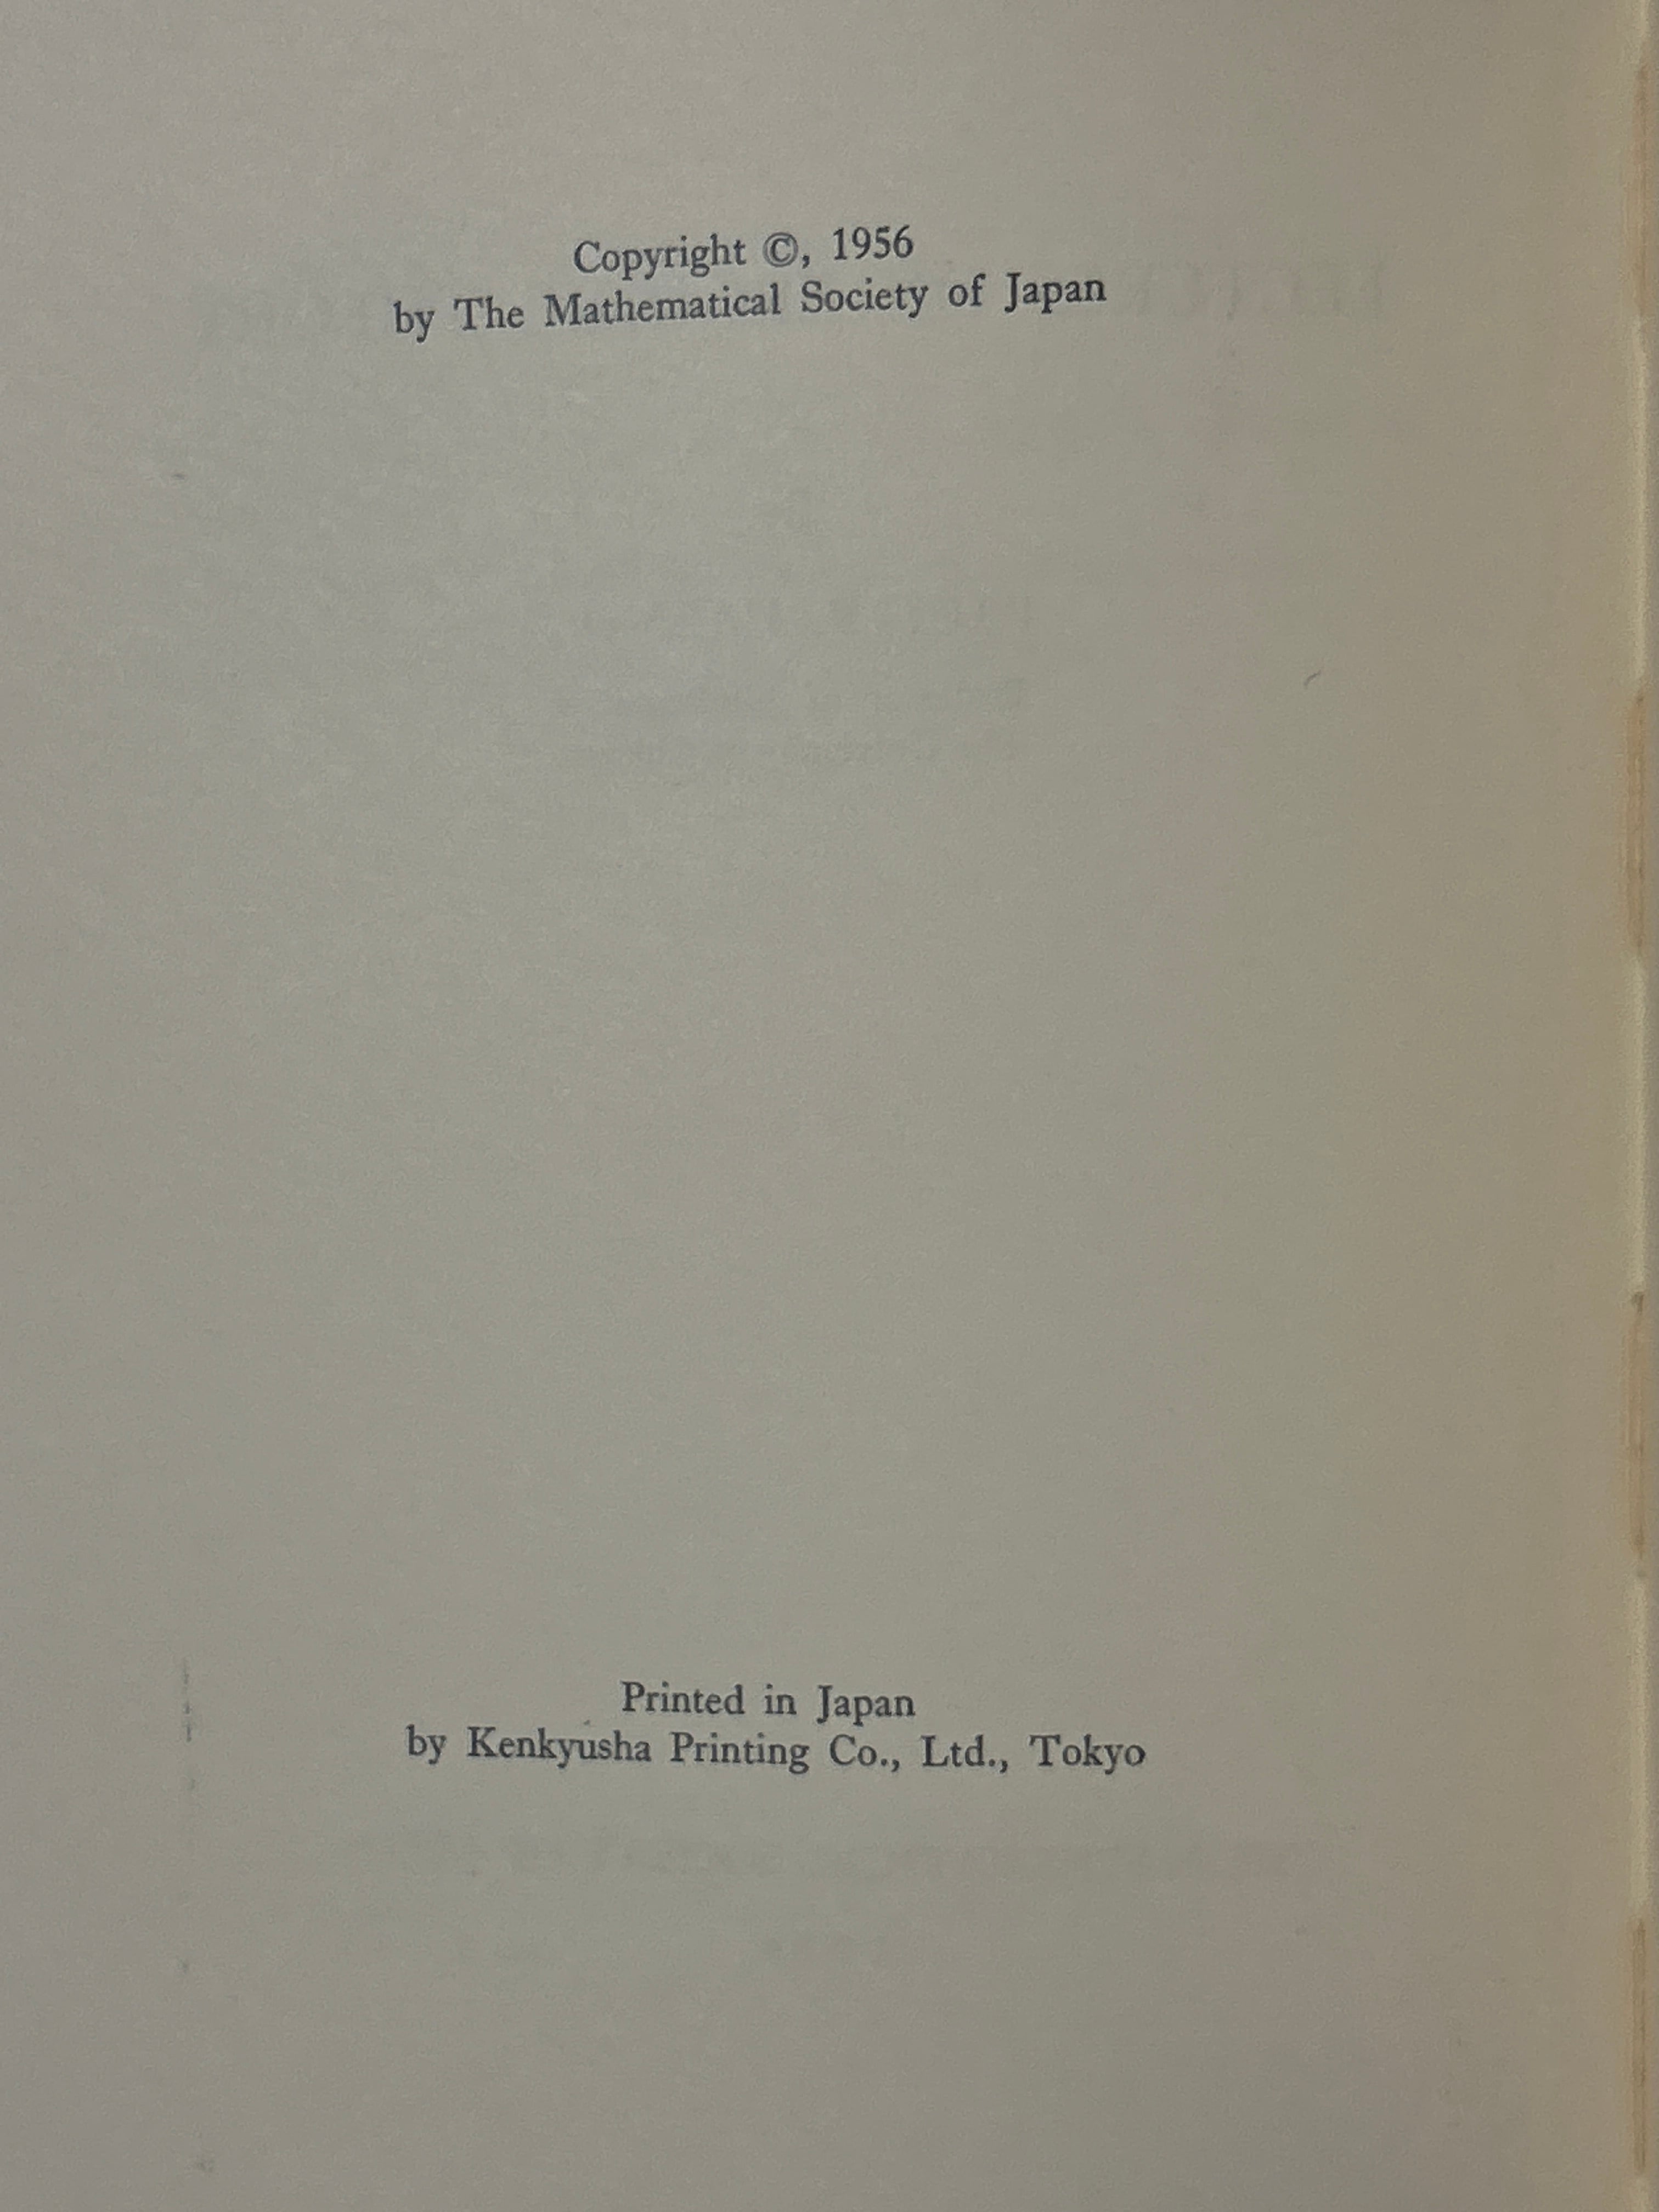 Copyright ©, 1956
by The Mathematical Society of Japan
Printed in Japan
by Kenkyusha Printing Co., Ltd., Tokyo